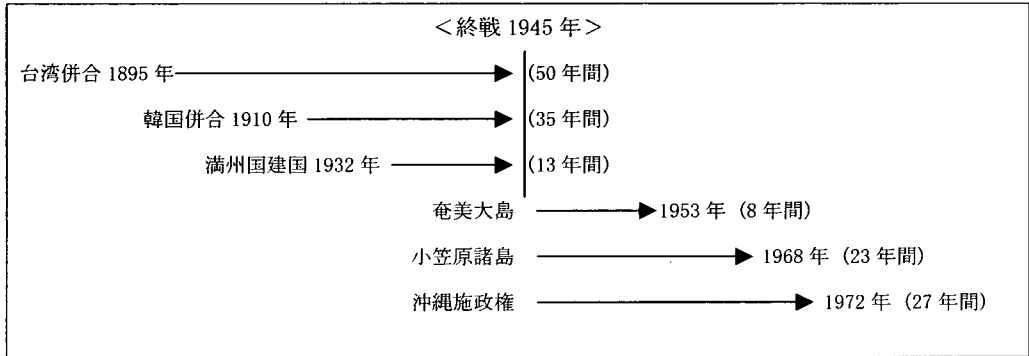 ＜終戦 1945 年＞
台湾併合 1895 年 (50 年間)
韓国併合 1910 年 (35 年間)
満州国建国 1932 年 (13 年間)
奄美大島 1953 年 (8 年間)
小笠原諸島 1968 年 (23 年間)
沖縄施政権 1972 年 (27 年間)